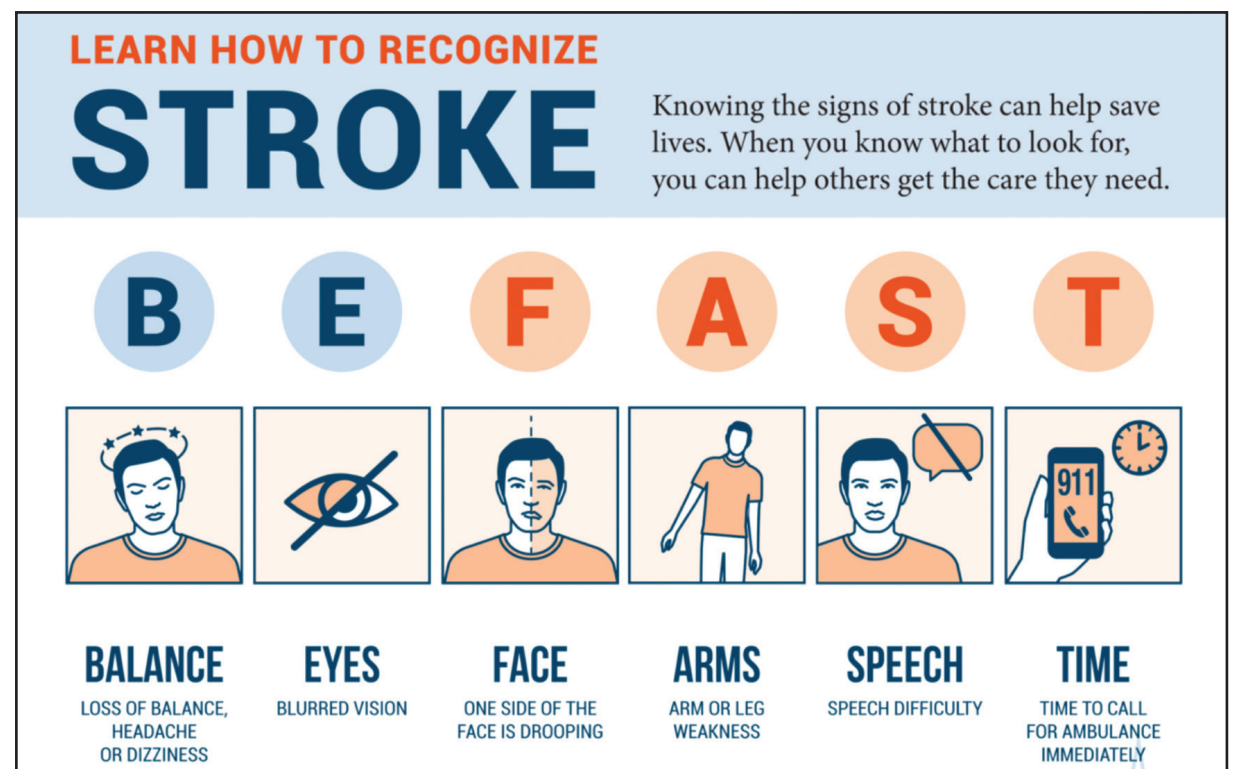 LEARN HOW TO RECOGNIZE
STROKE
Knowing the signs of stroke can help save
lives. When you know what to look for,
you can help others get the care they need.
B E F A S T
911
BALANCE
LOSS OF BALANCE,
HEADACHE
OR DIZZINESS
EYES
BLURRED VISION
FACE
ONE SIDE OF THE
FACE IS DROOPING
ARMS
ARM OR LEG
WEAKNESS
SPEECH
SPEECH DIFFICULTY
TIME
TIME TO CALL
FOR AMBULANCE
IMMEDIATELY